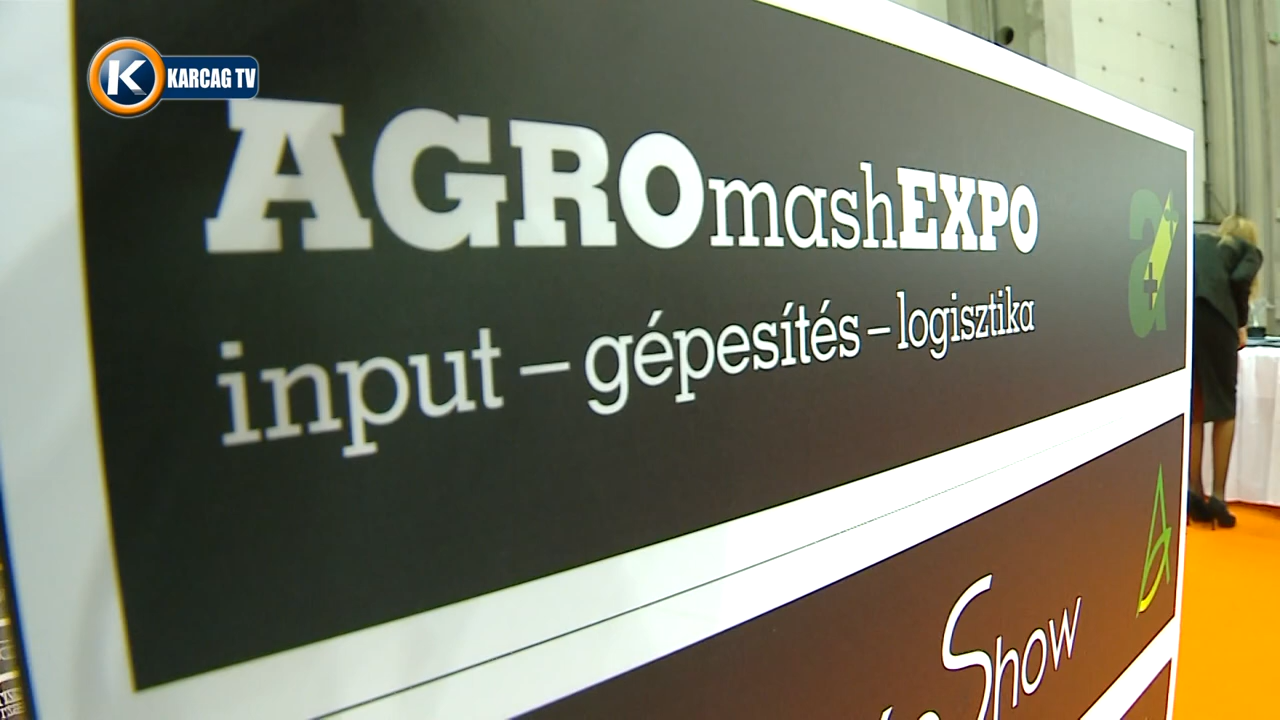 K KARCAG TV
AGROmashEXPO
input – gépesítés – logisztika
a+
Show